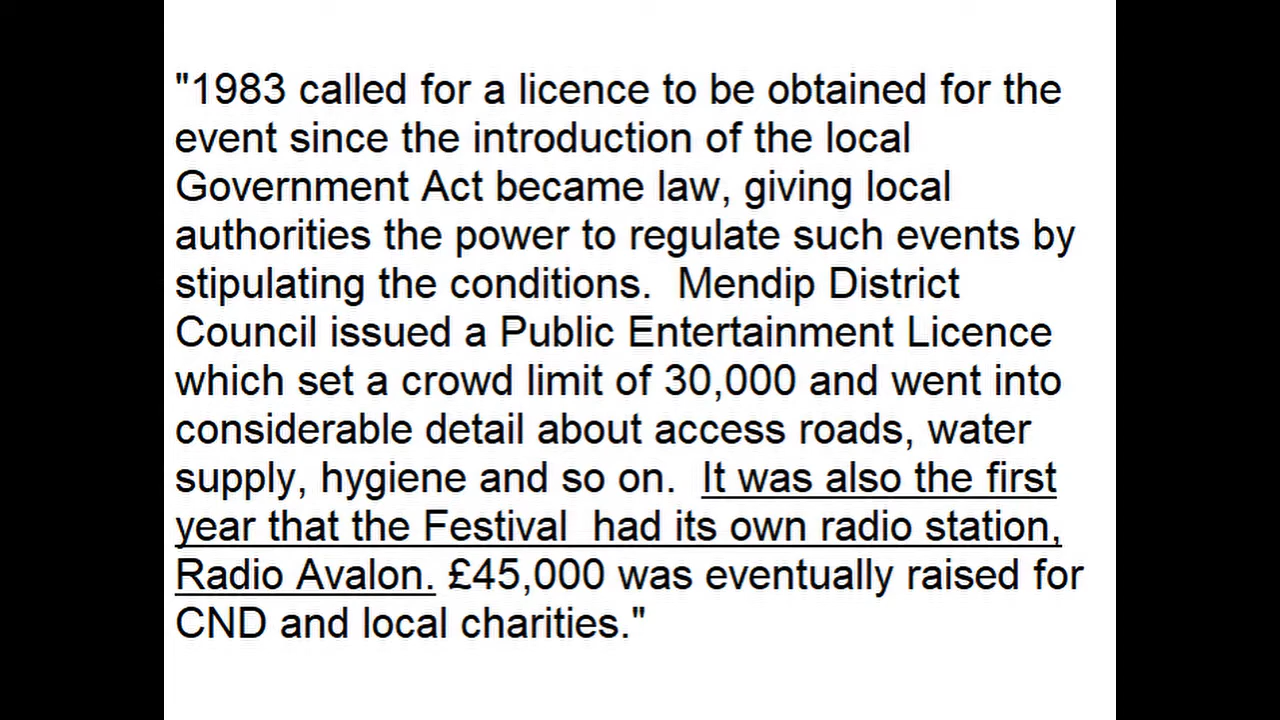 "1983 called for a licence to be obtained for the
event since the introduction of the local
Government Act became law, giving local
authorities the power to regulate such events by
stipulating the conditions.  Mendip District
Council issued a Public Entertainment Licence
which set a crowd limit of 30,000 and went into
considerable detail about access roads, water
supply, hygiene and so on.  It was also the first
year that the Festival  had its own radio station,
Radio Avalon. £45,000 was eventually raised for
CND and local charities."